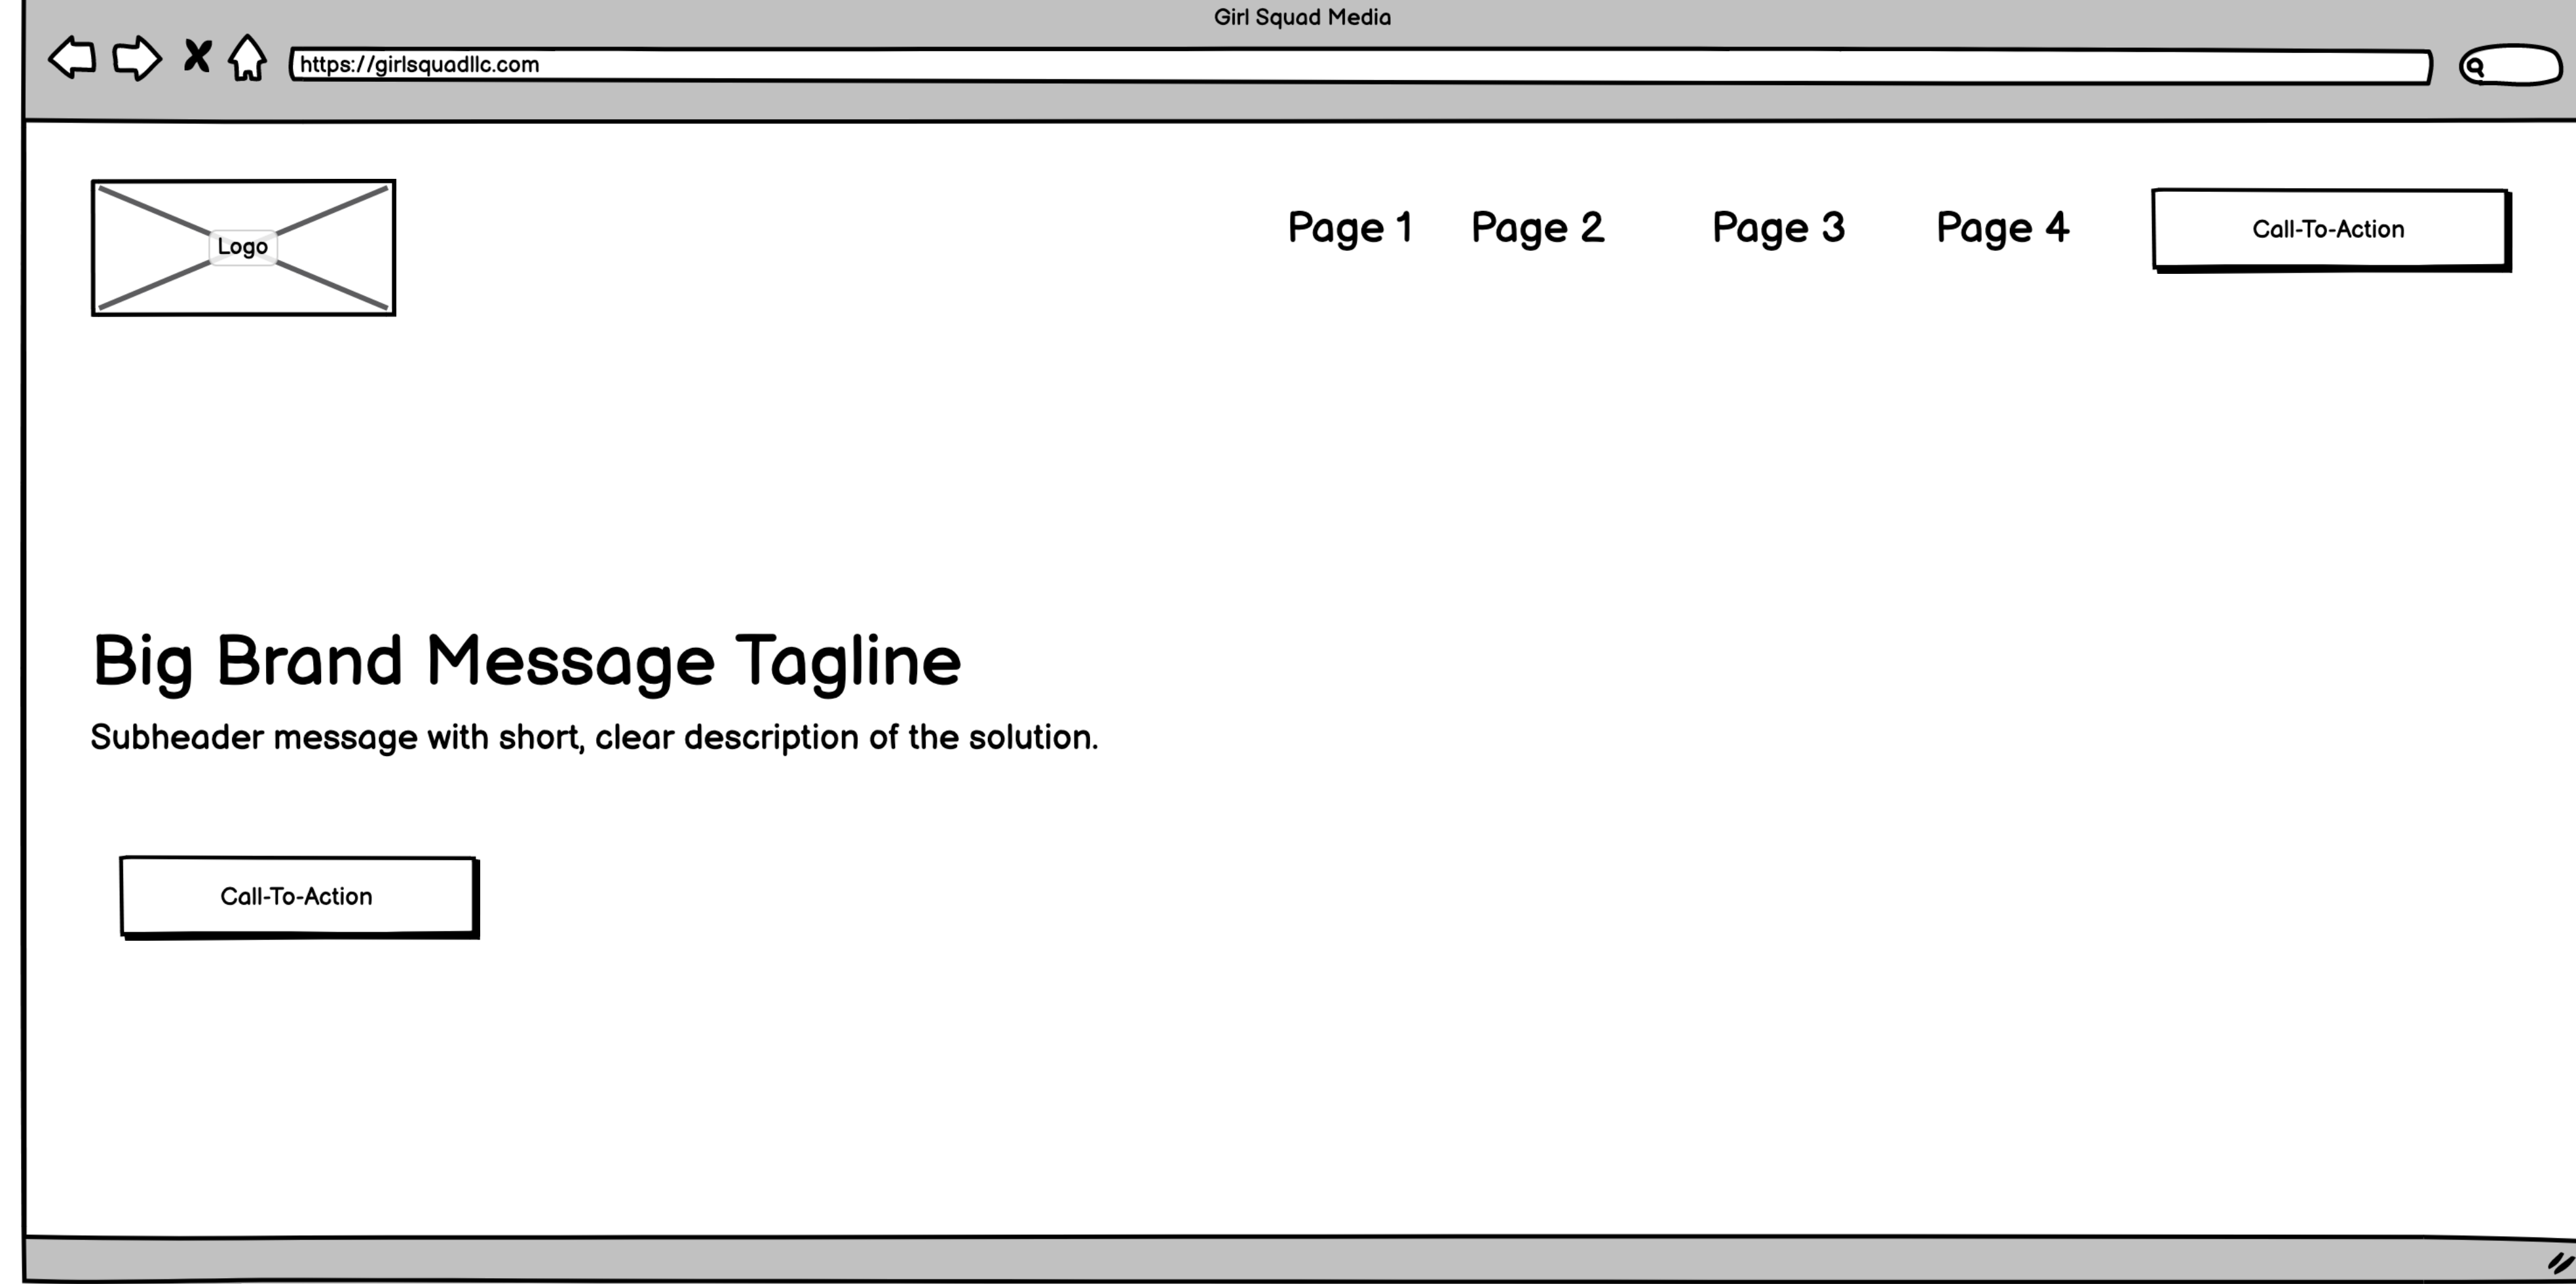 Girl Squad Media
https://girlsquadllc.com
Logo
Page 1 Page 2 Page 3 Page 4 Call-To-Action
Big Brand Message Tagline
Subheader message with short, clear description of the solution.
Call-To-Action